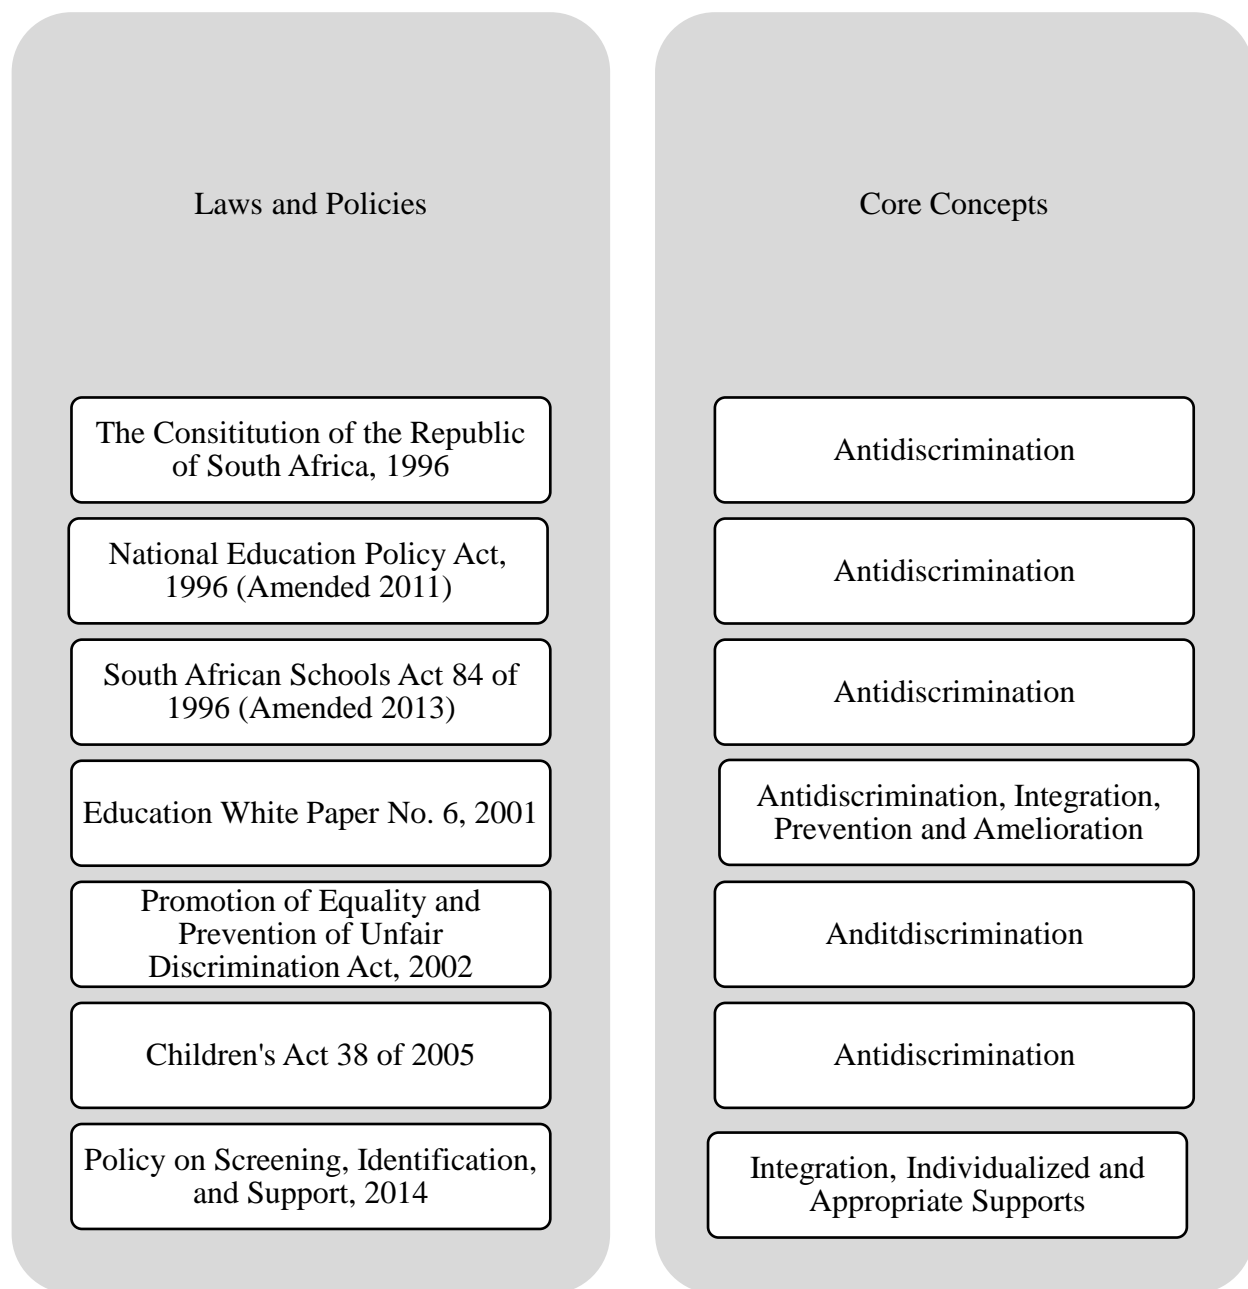 Laws and Policies
The Consititution of the Republic
of South Africa, 1996
National Education Policy Act,
1996 (Amended 2011)
South African Schools Act 84 of
1996 (Amended 2013)
Education White Paper No. 6, 2001
Promotion of Equality and
Prevention of Unfair
Discrimination Act, 2002
Children's Act 38 of 2005
Policy on Screening, Identification,
and Support, 2014
Core Concepts
Antidiscrimination
Antidiscrimination
Antidiscrimination
Antidiscrimination, Integration,
Prevention and Amelioration
Anditdiscrimination
Antidiscrimination
Integration, Individualized and
Appropriate Supports